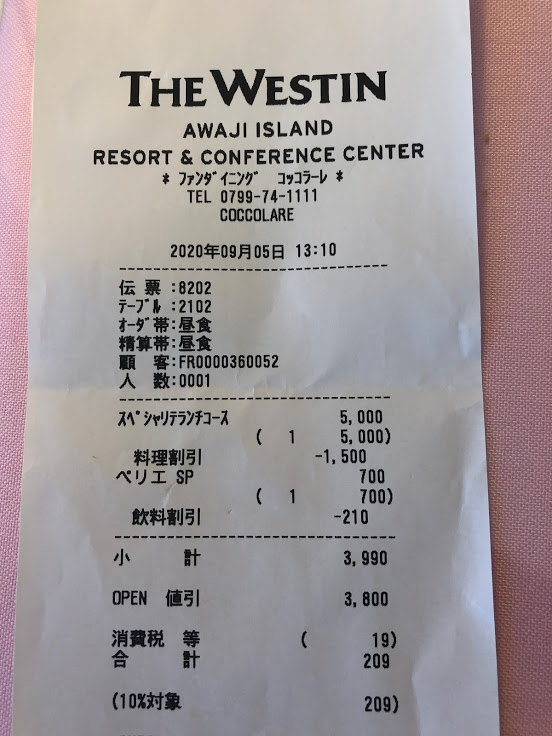 THE WESTIN
AWAJI ISLAND
RESORT & CONFERENCE CENTER
* ファンダイニング コッコラーレ *
TEL 0799-74-1111
COCCOLARE
2020年09月05日 13:10
伝 票 :8202
テーブル :2102
オーダ帯:昼食
精算帯:昼食
顧 客:FR0000360052
人 数:0001
スペシャリテランチコース 5,000
( 1 5,000)
料理割引 -1,500
ペリエ SP 700
( 1 700)
飲料割引 -210
小 計 3,990
OPEN 値引 3,800
消費税 等 ( 19)
合 計 209
(10%対象 209)